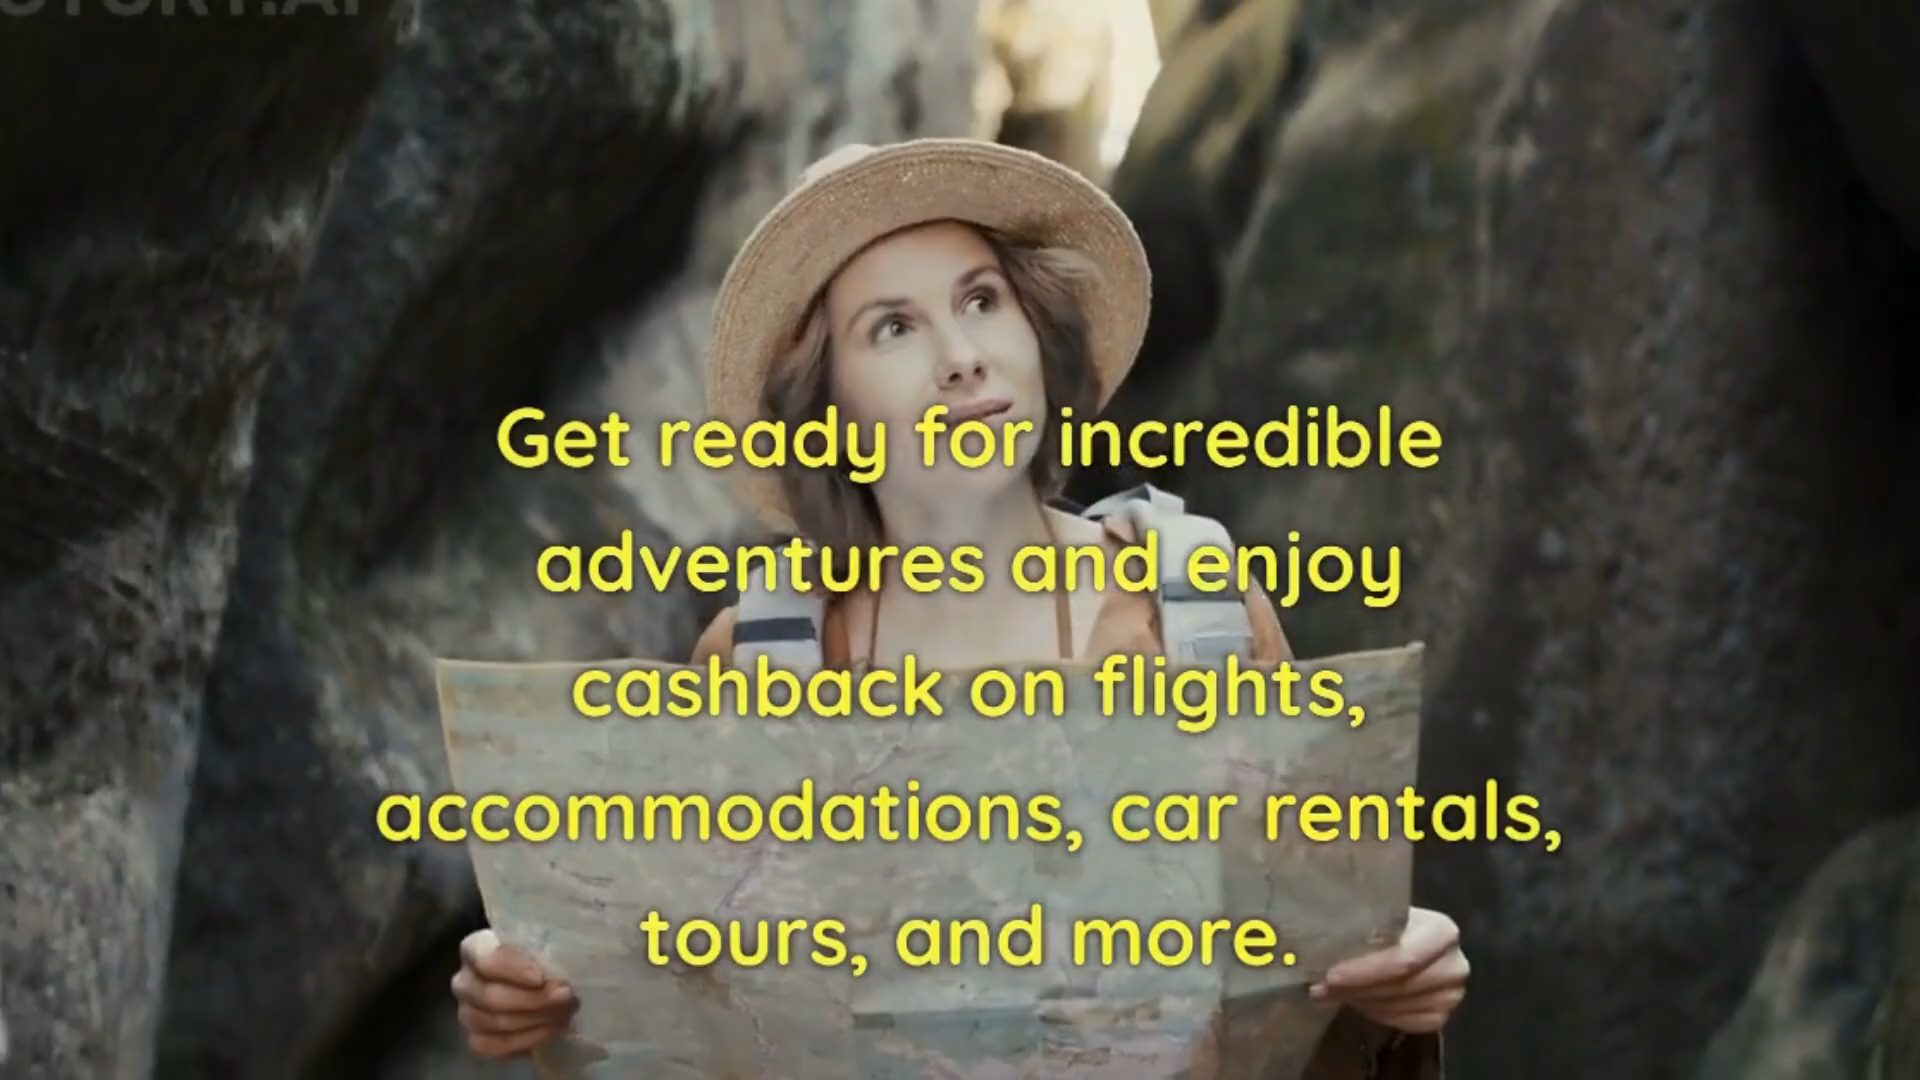 Get ready for incredible
adventures and enjoy
cashback on flights,
accommodations, car rentals,
tours, and more.